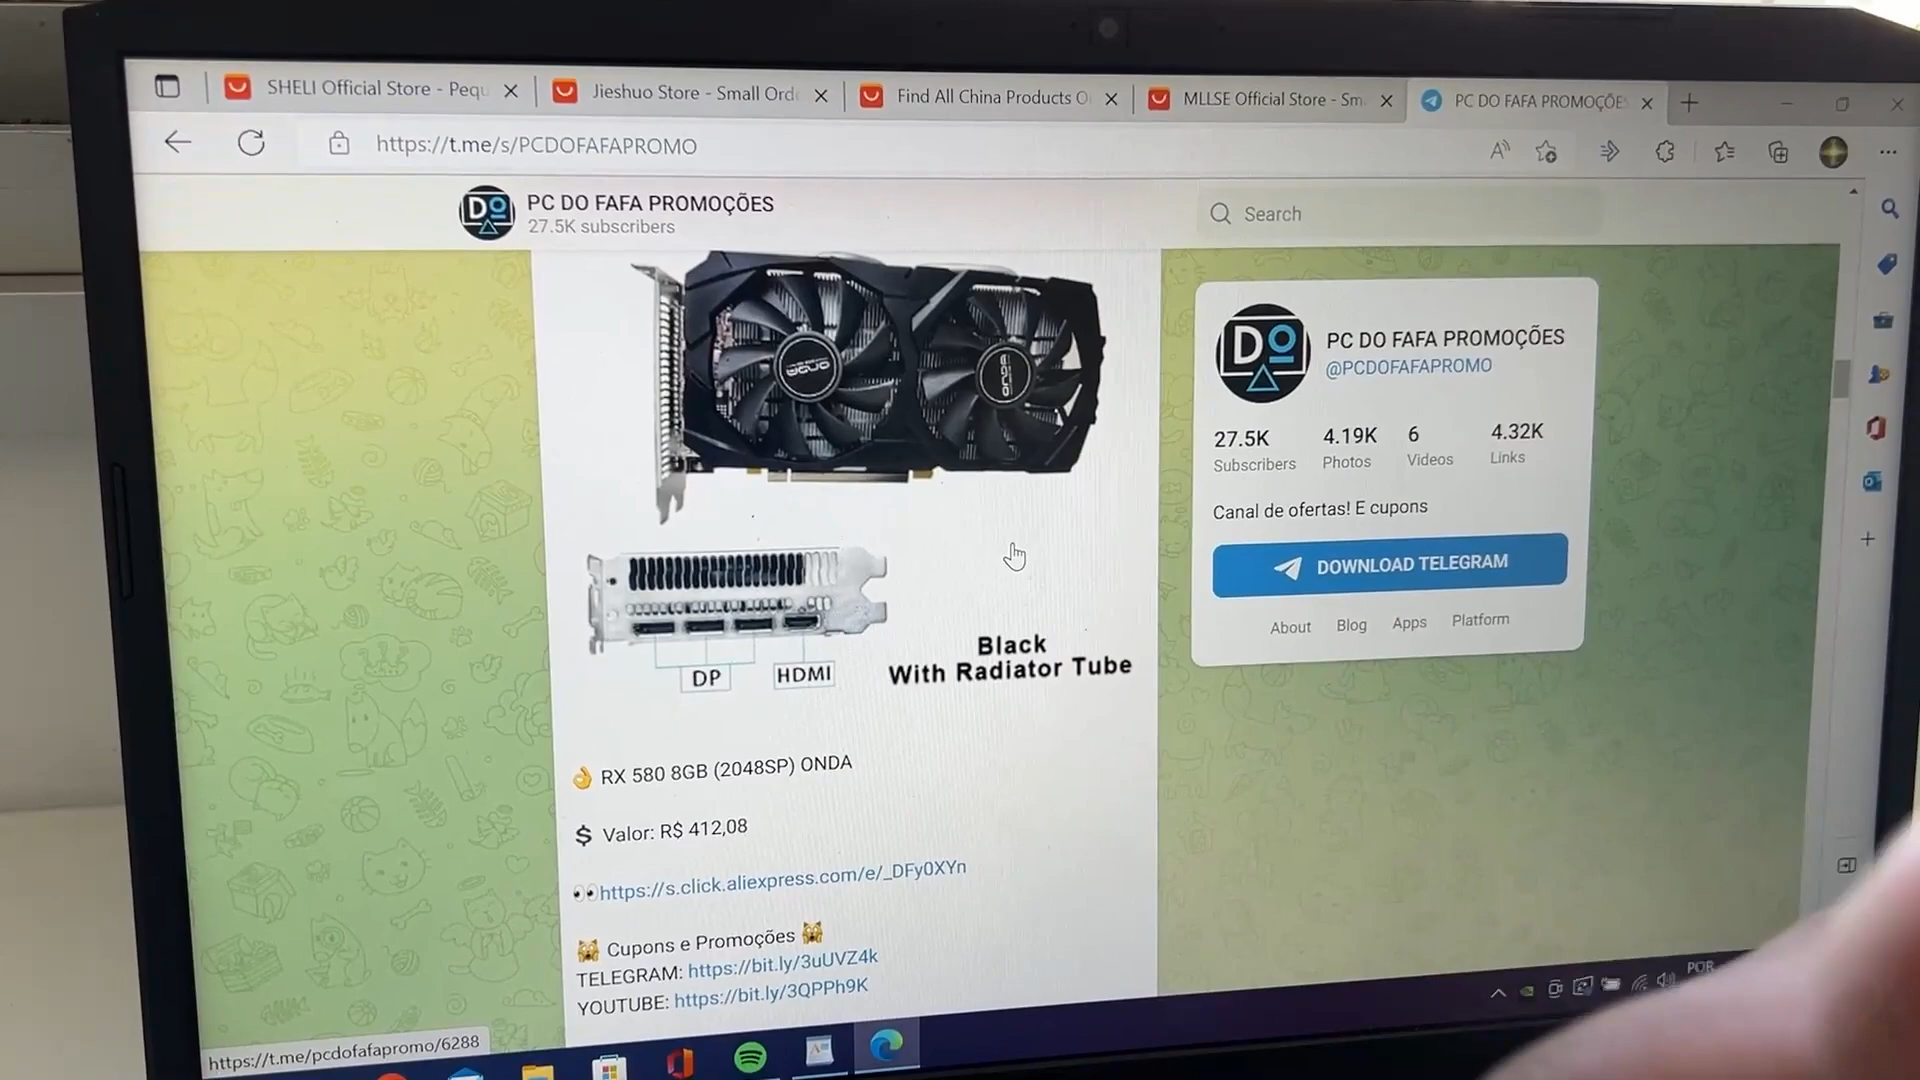 SHELI Official Store - Pequ
Jieshuo Store - Small Ord
Find All China Products O
MLLSE Official Store - Sm
PC DO FAFA PROMOÇÕE
https://t.me/s/PCDOFAFAPROMO
PC DO FAFA PROMOÇÕES
27.5K subscribers
Search
ONDA
ONDA
DP
HDMI
Black
With Radiator Tube
👌 RX 580 8GB (2048SP) ONDA
💲 Valor: R$ 412,08
👀https://s.click.aliexpress.com/e/_DFy0XYn
🙀 Cupons e Promoções 🙀
TELEGRAM: https://bit.ly/3uUVZ4k
YOUTUBE: https://bit.ly/3QPPh9K
DO
PC DO FAFA PROMOÇÕES
@PCDOFAFAPROMO
27.5K
Subscribers
4.19K
Photos
6
Videos
4.32K
Links
Canal de ofertas! E cupons
DOWNLOAD TELEGRAM
About
Blog
Apps
Platform
https://t.me/pcdofafapromo/6288
POR